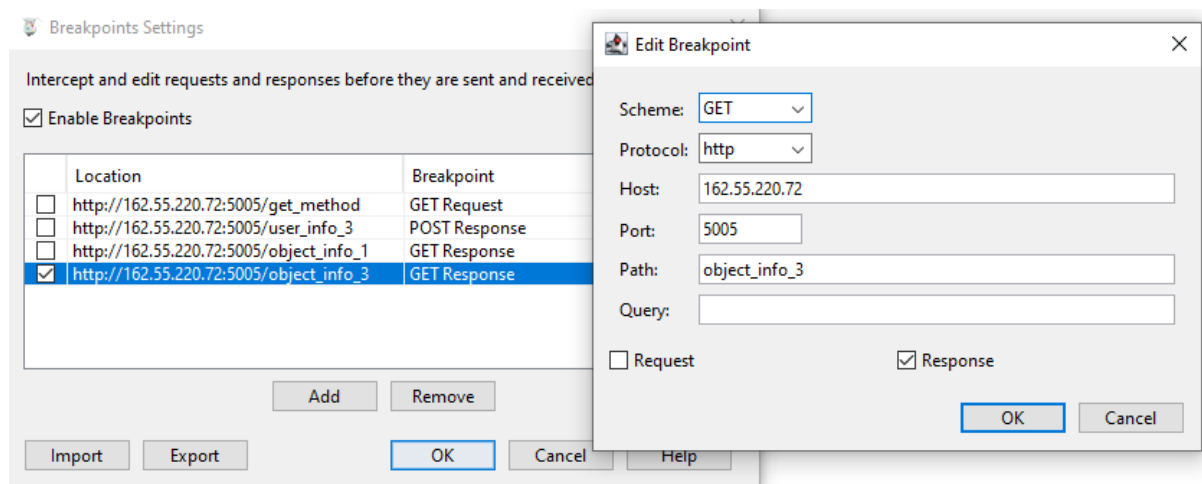 Breakpoints Settings
Intercept and edit requests and responses before they are sent and received
Enable Breakpoints
Location Breakpoint
http://162.55.220.72:5005/get_method GET Request
http://162.55.220.72:5005/user_info_3 POST Response
http://162.55.220.72:5005/object_info_1 GET Response
http://162.55.220.72:5005/object_info_3 GET Response
Add Remove
Import Export OK Cancel Help
Edit Breakpoint
Scheme: GET
Protocol: http
Host: 162.55.220.72
Port: 5005
Path: object_info_3
Query:
Request Response
OK Cancel